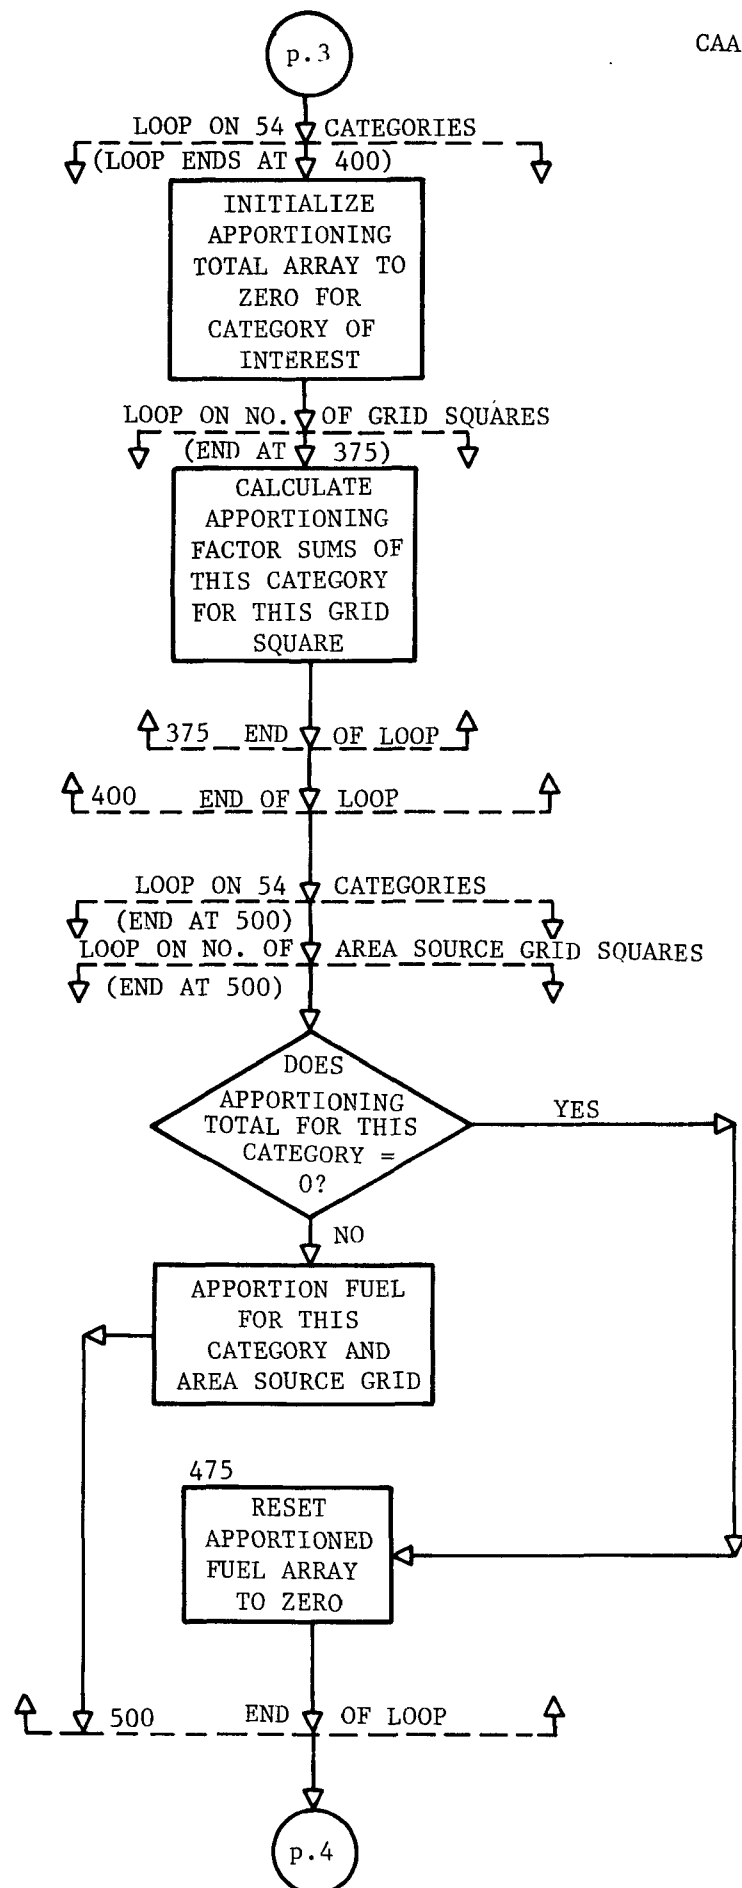 p.3
CAA
LOOP ON 54 CATEGORIES
(LOOP ENDS AT 400)
INITIALIZE
APPORTIONING
TOTAL ARRAY TO
ZERO FOR
CATEGORY OF
INTEREST
LOOP ON NO. OF GRID SQUARES
(END AT 375)
CALCULATE
APPORTIONING
FACTOR SUMS OF
THIS CATEGORY
FOR THIS GRID
SQUARE
375 END OF LOOP
400 END OF LOOP
LOOP ON 54 CATEGORIES
(END AT 500)
LOOP ON NO. OF AREA SOURCE GRID SQUARES
(END AT 500)
DOES
APPORTIONING
TOTAL FOR THIS
CATEGORY =
0?
YES
NO
APPORTION FUEL
FOR THIS
CATEGORY AND
AREA SOURCE GRID
475
RESET
APPORTIONED
FUEL ARRAY
TO ZERO
500 END OF LOOP
p.4